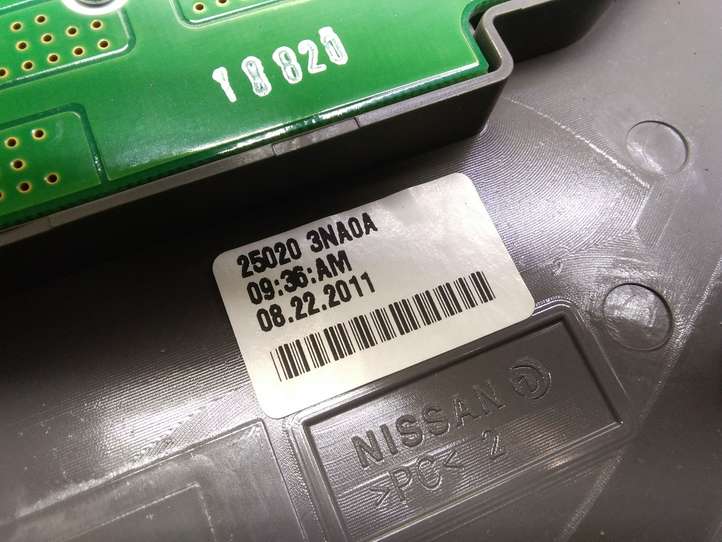 18820
25020 3NA0A
09:36:AM
08.22.2011
NISSAN
>PC< 2